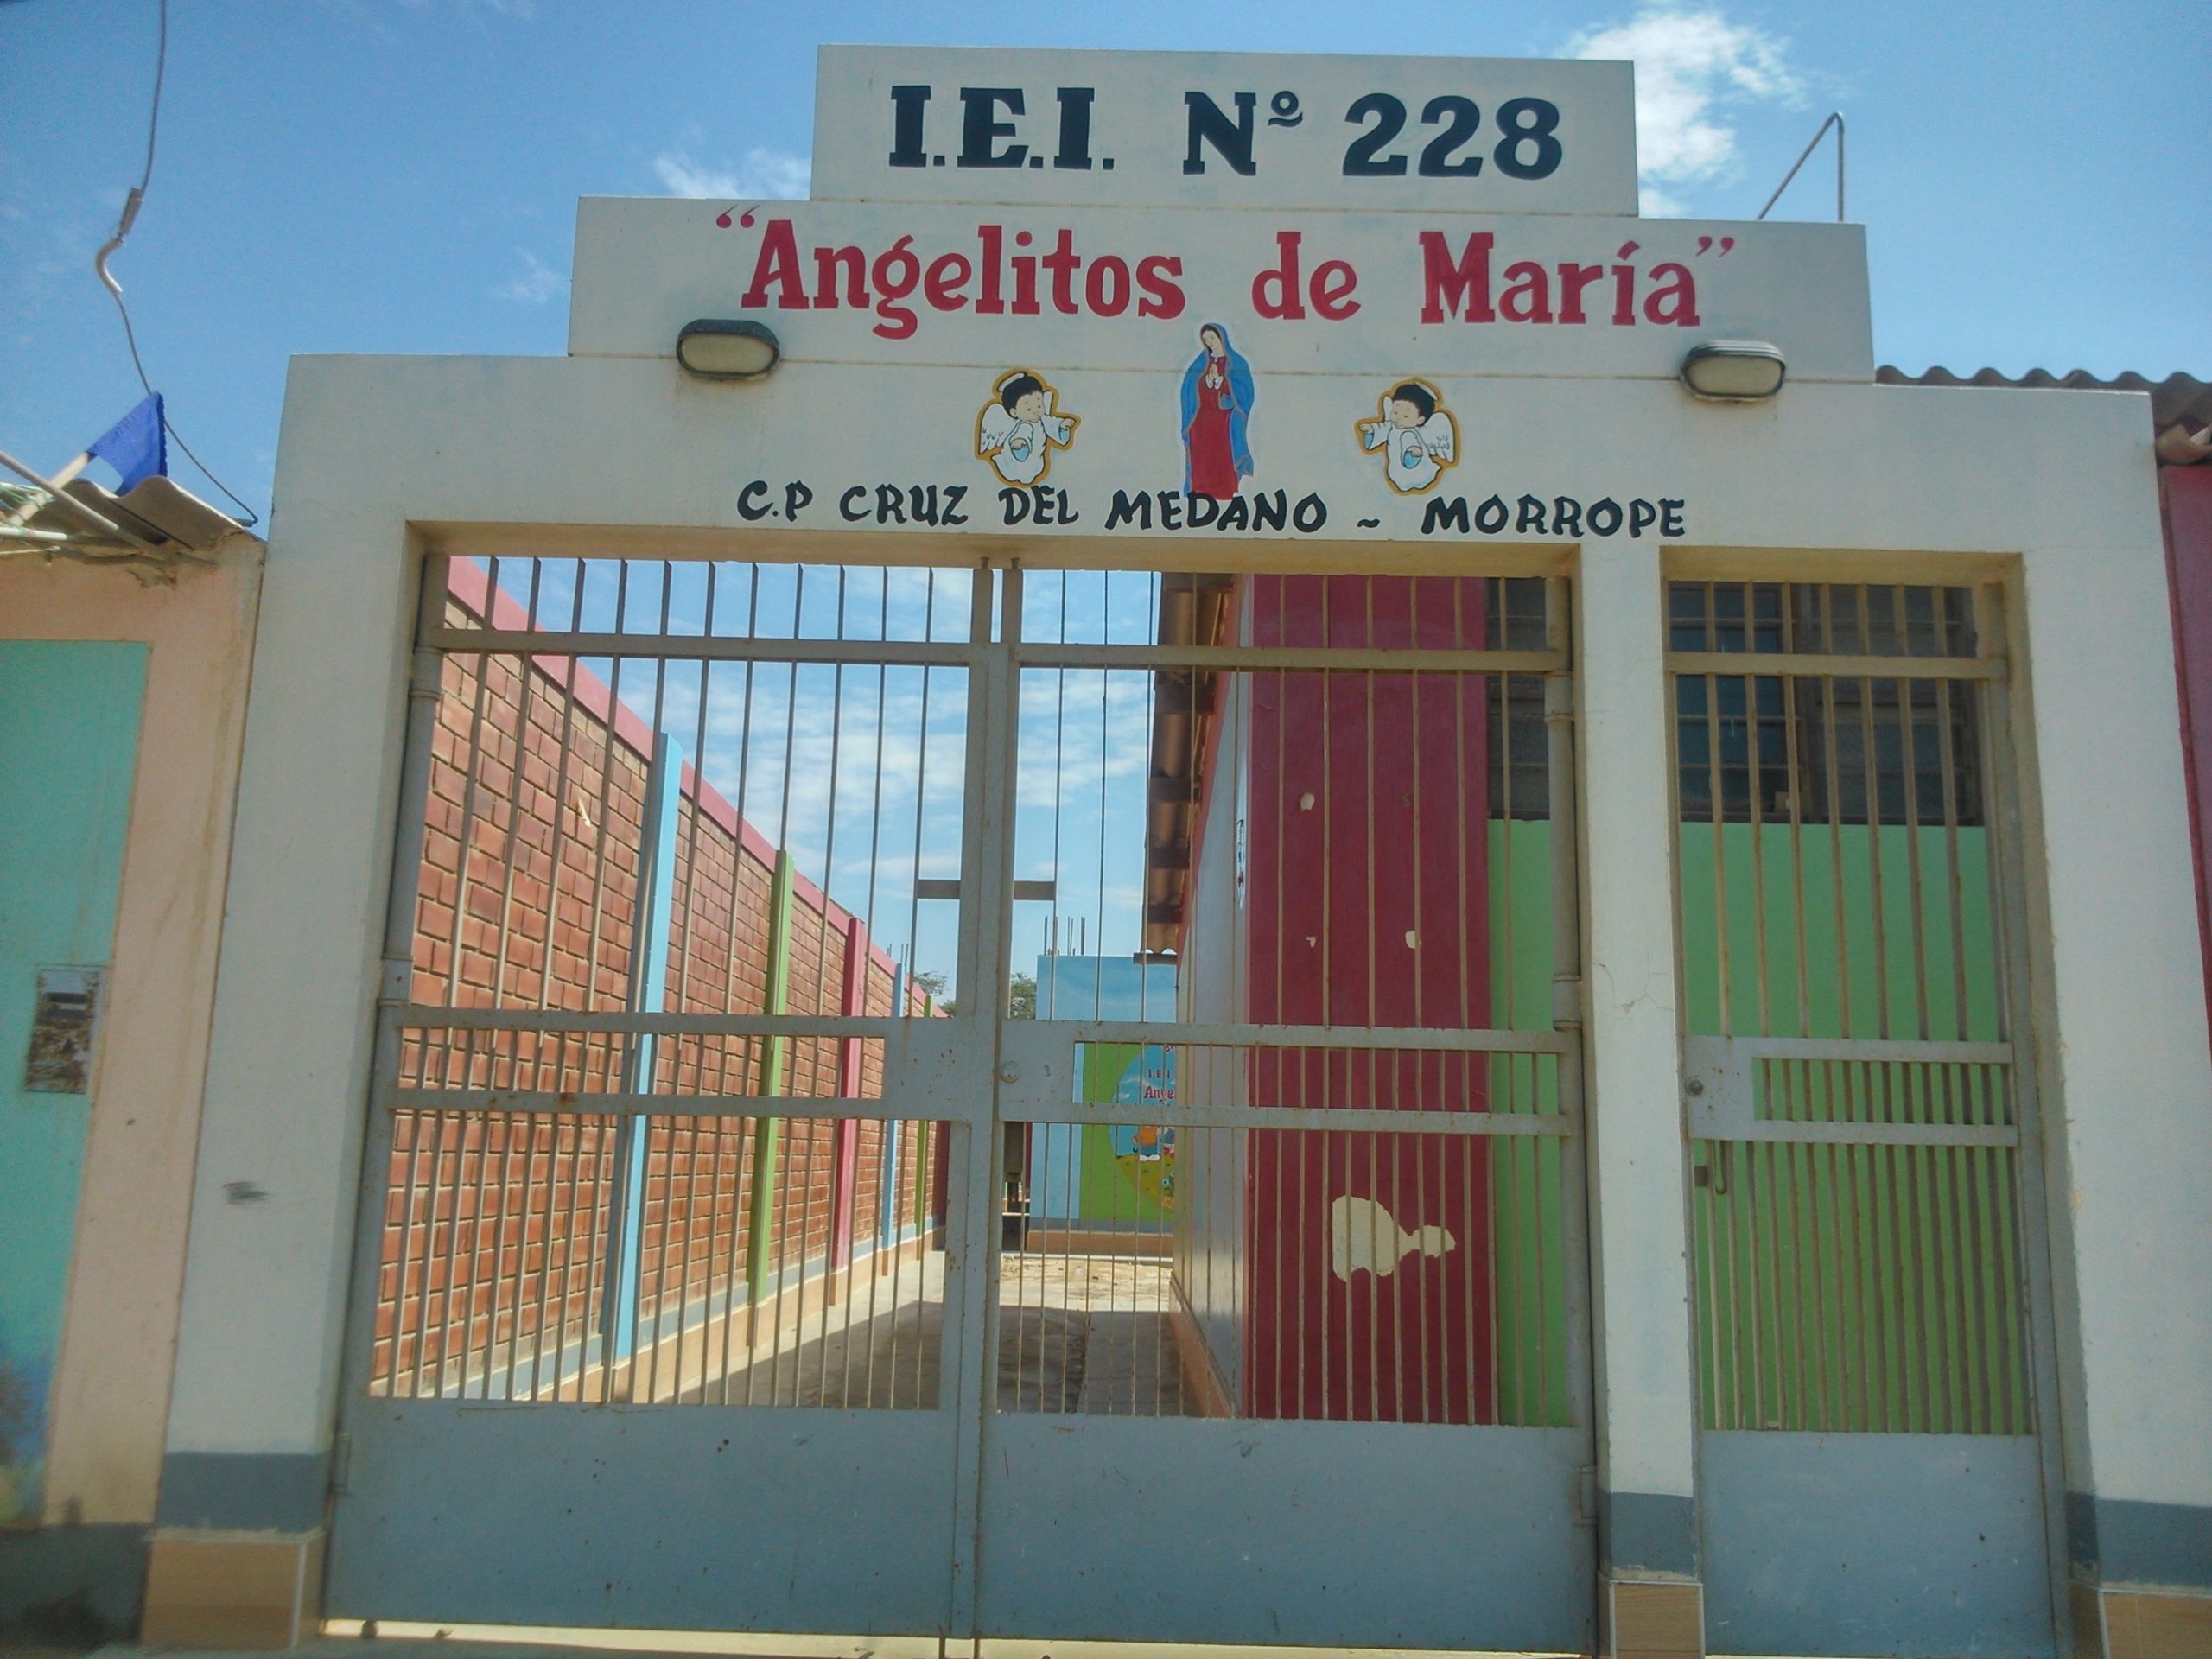 I.E.I. Nº 228
“Angelitos de María”
C.P CRUZ DEL MEDANO - MORROPE
I.E.I